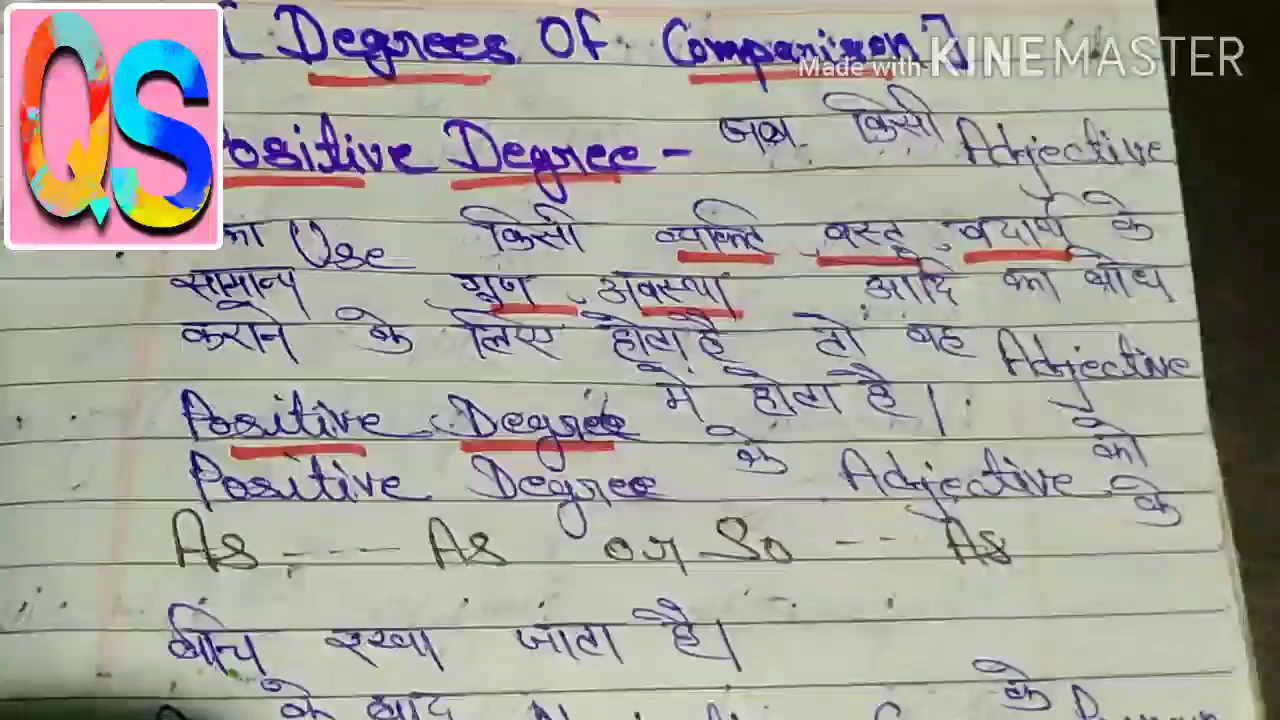 QS
[ Degrees Of Comparison ]
Made with KINEMASTER
ositive Degree - जब किसी Adjective
का Use किसी व्यक्ति, वस्तु, पदार्थ के
सामान्य गुण, अवस्था आदि का बोध
कराने के लिए होता है तो वह Adjective
Positive Degree में होता है।
Positive Degree के Adjective को
के
As ---- As or So --- As
बीच रखा जाता है।
के बाद के